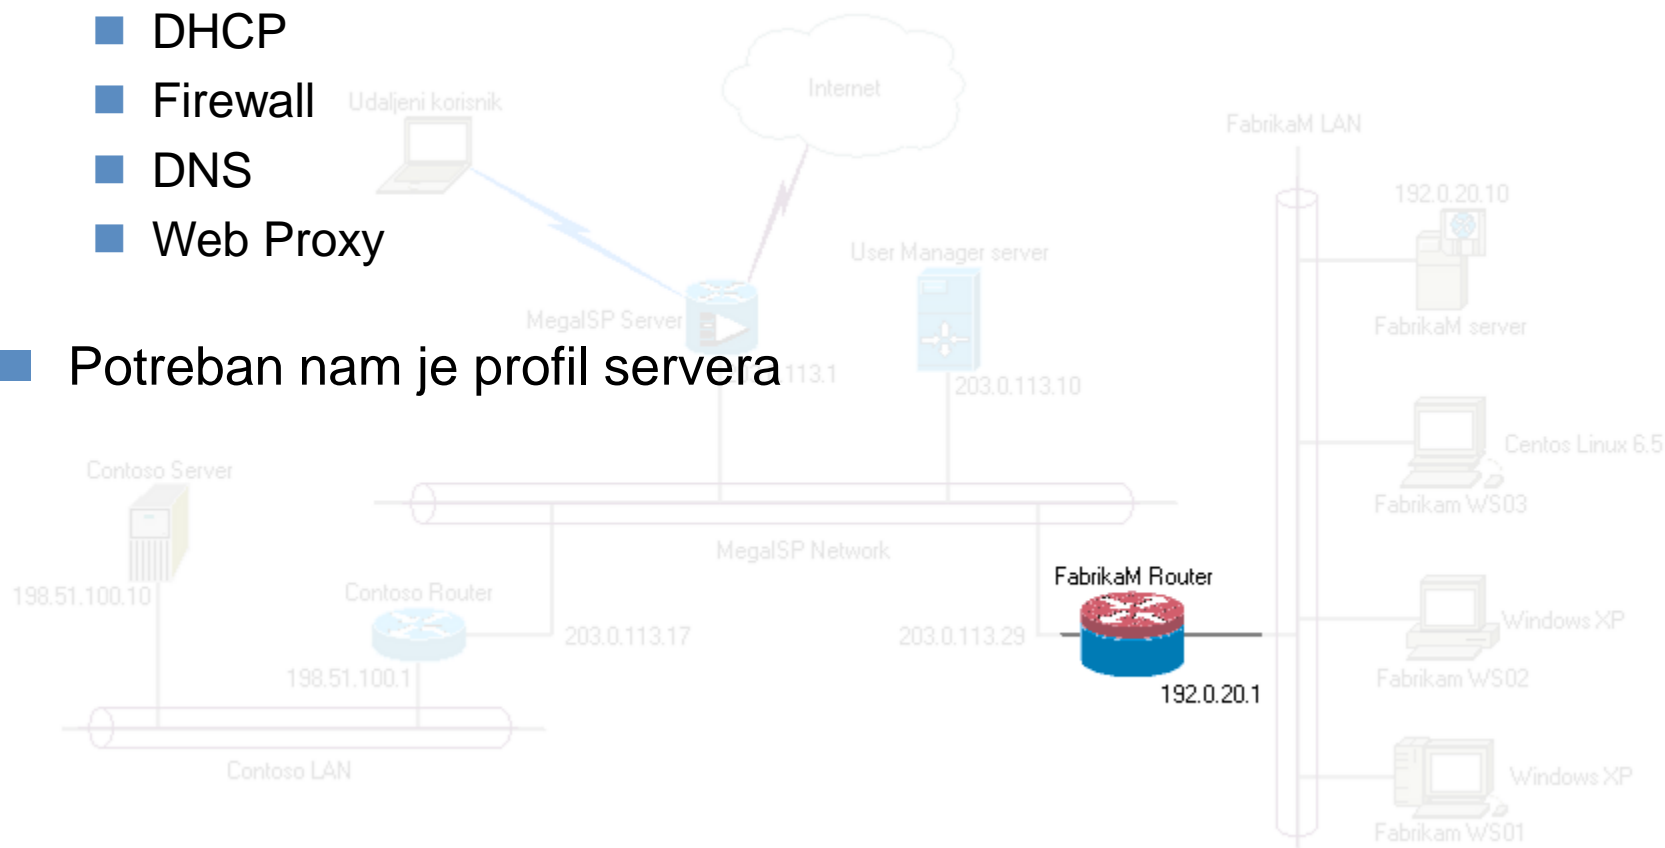 DHCP
Firewall
DNS
Web Proxy
Potreban nam je profil servera
Udaljeni korisnik
Internet
FabrikaM LAN
192.0.20.10
User Manager server
MegaISP Server
FabrikaM server
113.1
203.0.113.10
Contoso Server
Centos Linux 6.5
Fabrikam WS03
MegaISP Network
FabrikaM Router
198.51.100.10
Contoso Router
203.0.113.17
203.0.113.29
Windows XP
198.51.100.1
192.0.20.1
Fabrikam WS02
Contoso LAN
Windows XP
Fabrikam WS01